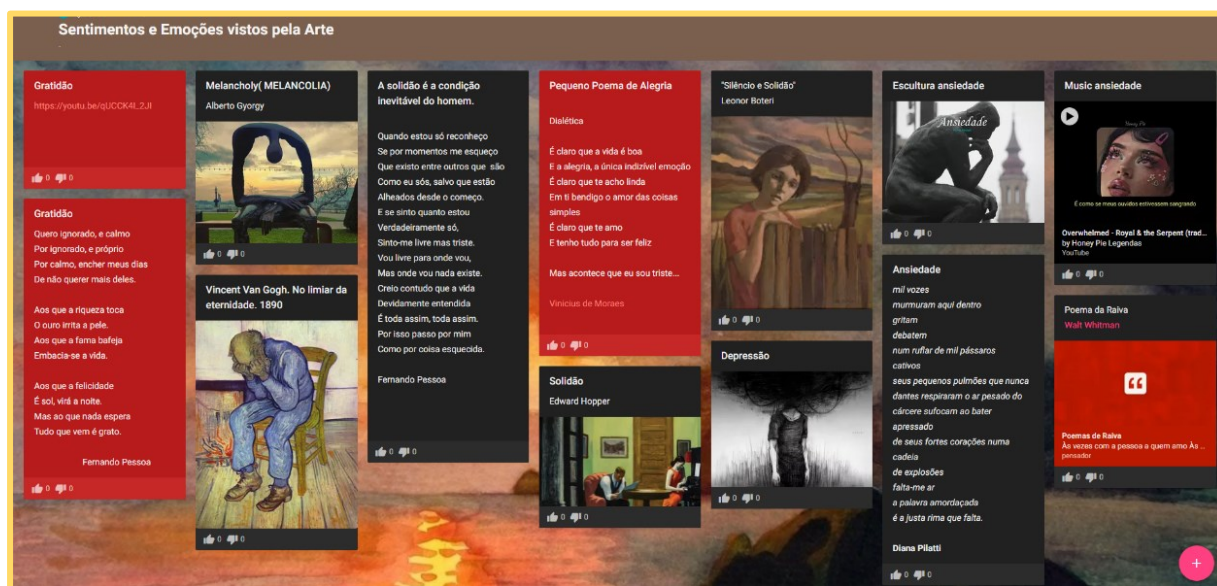 Sentimentos e Emoções vistos pela Arte
Gratidão
https://youtu.be/qUCCK4L_2JI
0 0
Gratidão
Quero ignorado, e calmo
Por ignorado, e próprio
Por calmo, encher meus dias
De não querer mais deles.
Aos que a riqueza toca
O ouro irrita a pele.
Aos que a fama bafeja
Embacia-se a vida.
Aos que a felicidade
É sol, virá a noite.
Mas ao que nada espera
Tudo que vem é grato.
Fernando Pessoa
0 0
Melancholy( MELANCOLIA)
Alberto Gyorgy
0 0
Vincent Van Gogh. No limiar da
eternidade. 1890
0 0
A solidão é a condição
inevitável do homem.
Quando estou só reconheço
Se por momentos me esqueço
Que existo entre outros que são
Como eu sós, salvo que estão
Alheados desde o começo.
E se sinto quanto estou
Verdadeiramente só,
Sinto-me livre mas triste.
Vou livre para onde vou,
Mas onde vou nada existe.
Creio contudo que a vida
Devidamente entendida
É toda assim, toda assim.
Por isso passo por mim
Como por coisa esquecida.
Fernando Pessoa
0 0
Pequeno Poema de Alegria
Dialética
É claro que a vida é boa
E a alegria, a única indizível emoção
É claro que te acho linda
Em ti bendigo o amor das coisas
simples
É claro que te amo
E tenho tudo para ser feliz
Mas acontece que eu sou triste...
Vinicius de Moraes
0 0
Solidão
Edward Hopper
0 0
"Silêncio e Solidão"
Leonor Boteri
0 0
Depressão
0 0
Escultura ansiedade
Ansiedade
0 0
Ansiedade
mil vozes
murmuram aqui dentro
gritam
debatem
num ruflar de mil pássaros
cativos
seus pequenos pulmões que nunca
dantes respiraram o ar pesado do
cárcere sufocam ao bater
apressado
de seus fortes corações numa
cadeia
de explosões
falta-me ar
a palavra amordaçada
é a justa rima que falta.
Diana Pilatti
0 0
Music ansiedade
Honey Pie
É como se meus ouvidos estivessem sangrando
Overwhelmed - Royal & the Serpent (trad...
by Honey Pie Legendas
YouTube
0 0
Poema da Raiva
Walt Whitman
Poemas de Raiva
Às vezes com a pessoa a quem amo Às ...
pensador
0 0